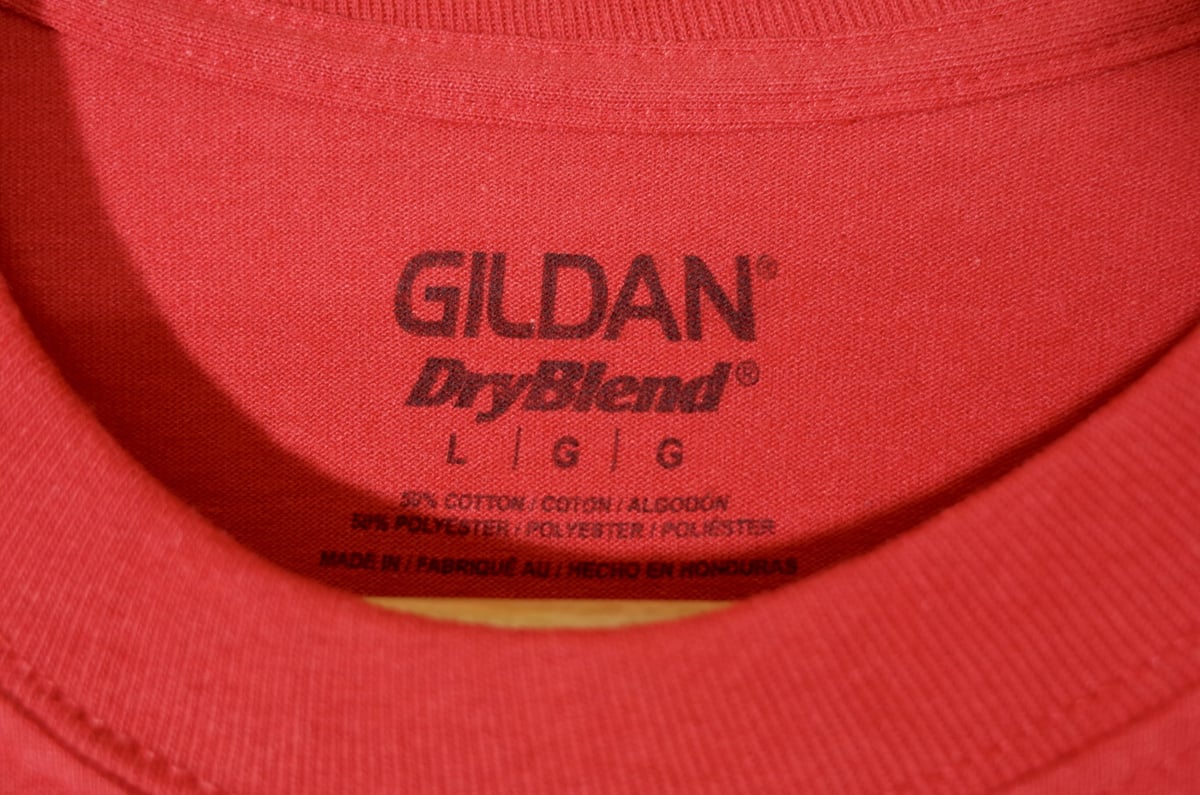 GILDAN®
DryBlend®
L | G | G
50% COTTON / COTON / ALGODÓN
50% POLYESTER / POLYESTER / POLIÉSTER
MADE IN / FABRIQUÉ AU / HECHO EN HONDURAS